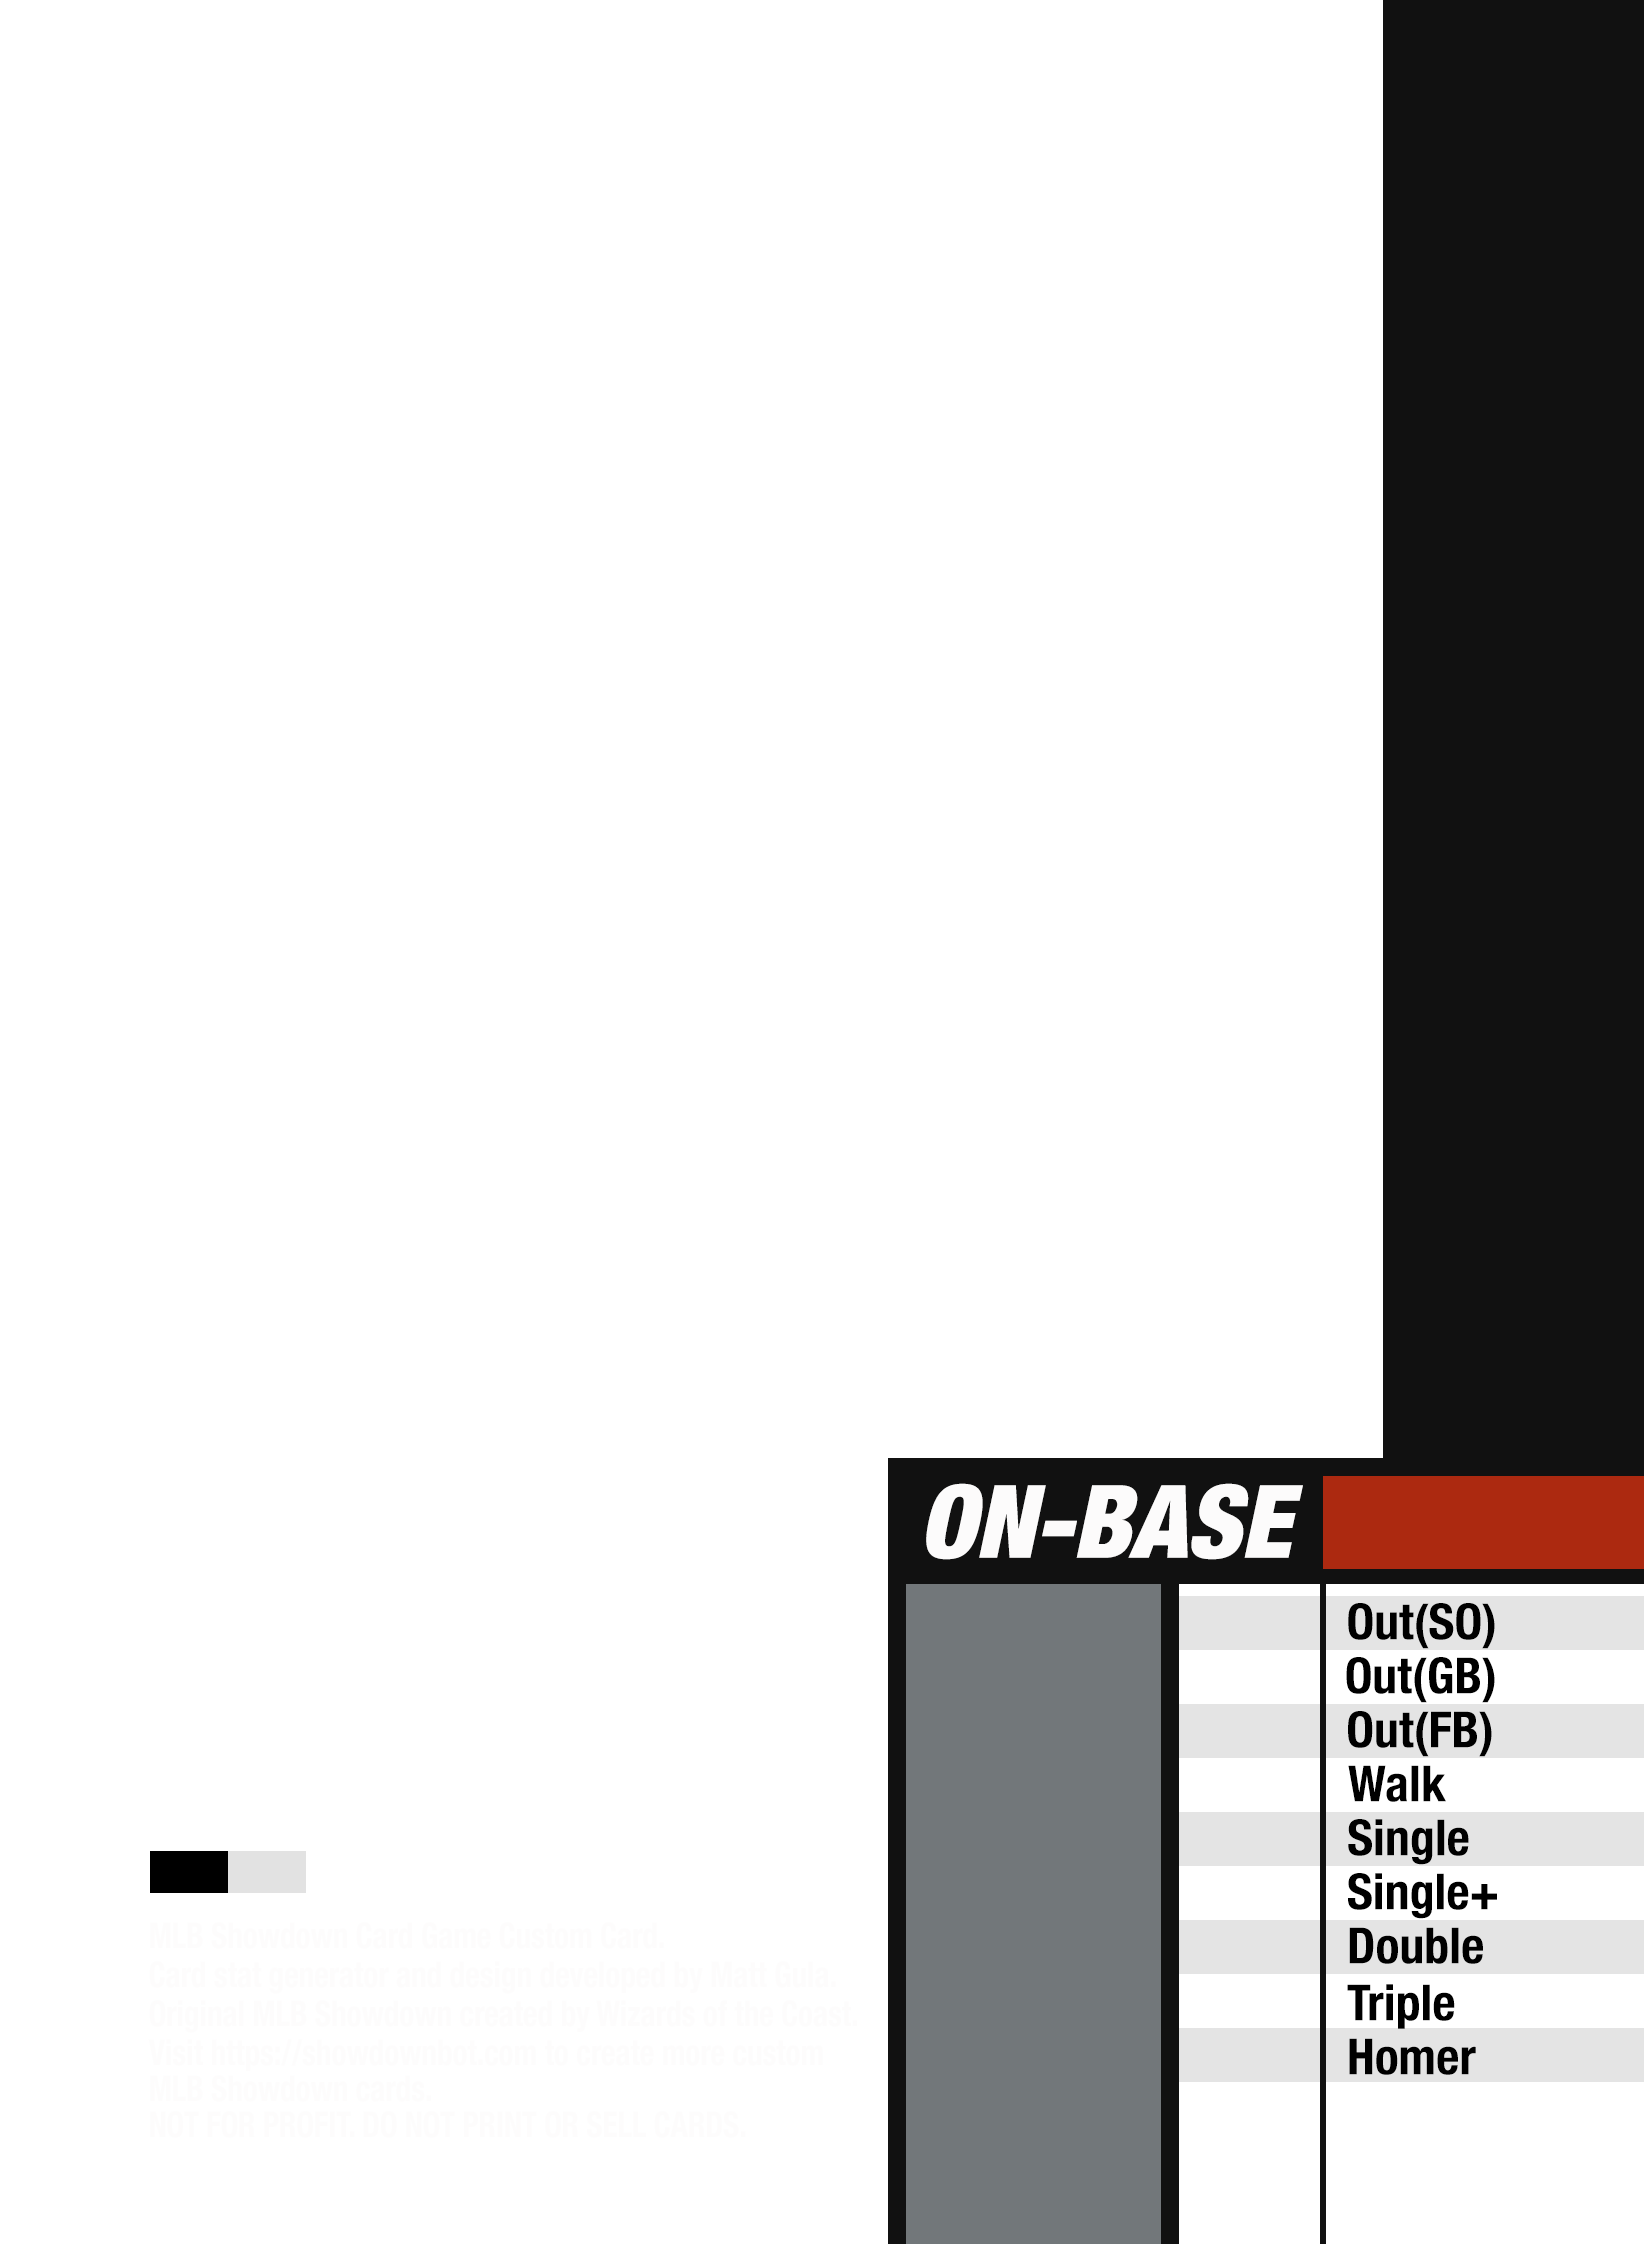 ON-BASE
Out(SO)
Out(GB)
Out(FB)
Walk
Single
Single+
Double
Triple
Homer
MLB Showdown Card Game Custom Card.
Card stat generator and design developed by Matt Gula.
Original MLB Showdown created by Wizards of the Coast.
Visit https://showdownbot.com to create more custom
MLB Showdown cards.
NOT FOR PROFIT. DO NOT PRINT OR SELL CARDS.